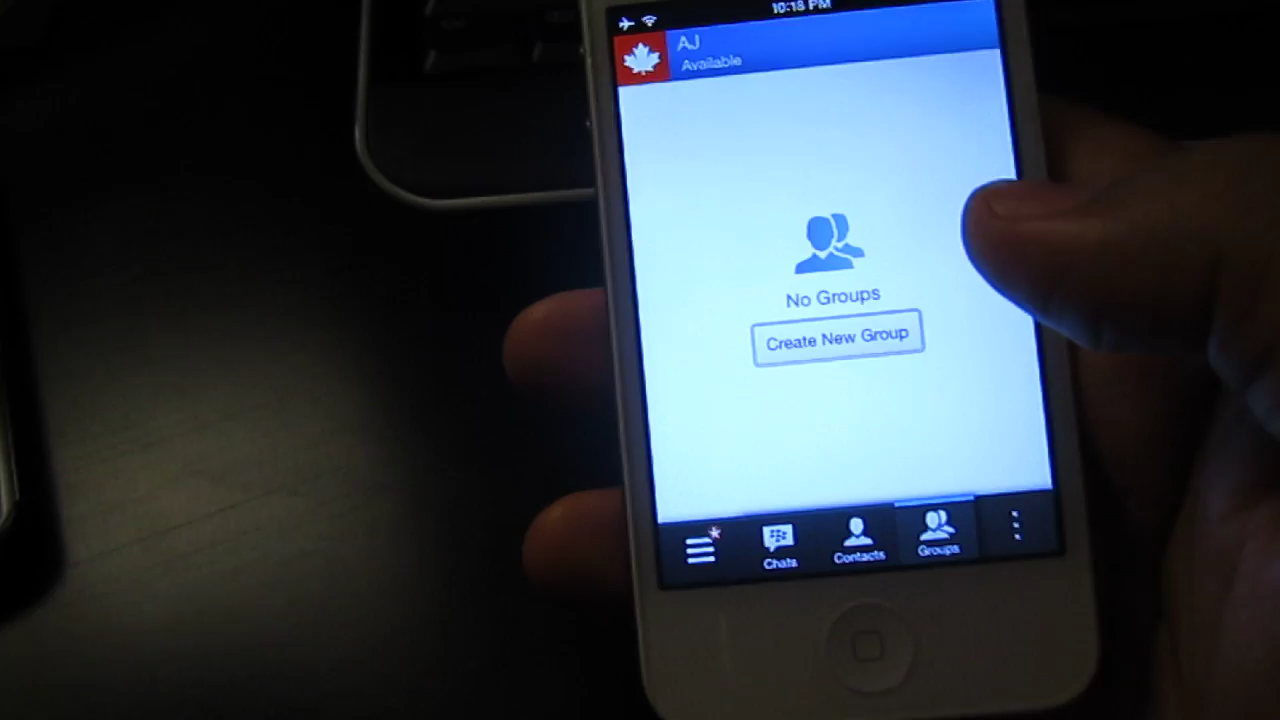 10:18 PM
AJ
Available
No Groups
Create New Group
Chats
Contacts
Groups